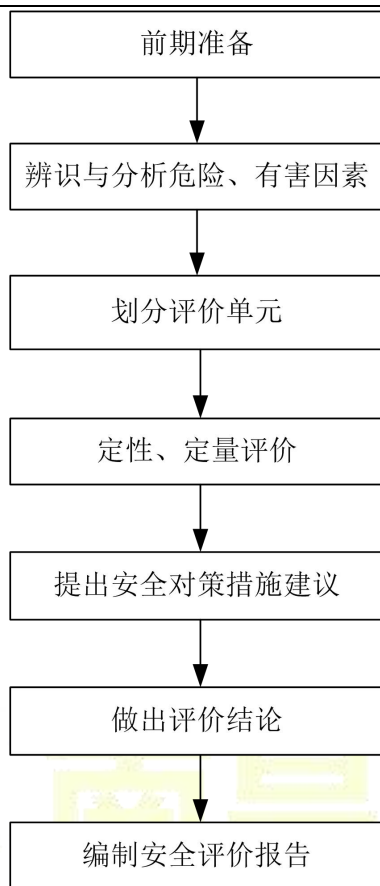 前期准备
辨识与分析危险、有害因素
划分评价单元
定性、定量评价
提出安全对策措施建议
做出评价结论
编制安全评价报告